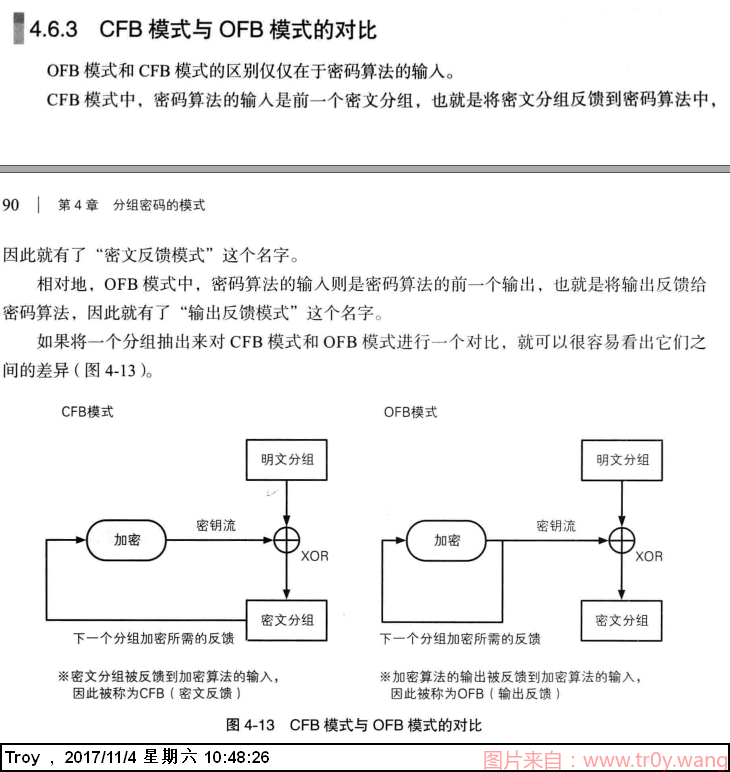 4.6.3 CFB 模式与 OFB 模式的对比
OFB 模式和 CFB 模式的区别仅仅在于密码算法的输入。
CFB 模式中，密码算法的输入是前一个密文分组，也就是将密文分组反馈到密码算法中，
90 | 第 4 章 分组密码的模式
因此就有了“密文反馈模式”这个名字。
相对地，OFB 模式中，密码算法的输入则是密码算法的前一个输出，也就是将输出反馈给
密码算法，因此就有了“输出反馈模式”这个名字。
如果将一个分组抽出来对 CFB 模式和 OFB 模式进行一个对比，就可以很容易看出它们之
间的差异（图 4-13）。
CFB模式
明文分组
加密
密钥流
XOR
密文分组
下一个分组加密所需的反馈
※密文分组被反馈到加密算法的输入，
因此被称为CFB（密文反馈）
OFB模式
明文分组
加密
密钥流
XOR
密文分组
下一个分组加密所需的反馈
※加密算法的输出被反馈到加密算法的输入，
因此被称为OFB（输出反馈）
图 4-13 CFB 模式与 OFB 模式的对比
Troy , 2017/11/4 星期六 10:48:26
图片来自：www.tr0y.wang